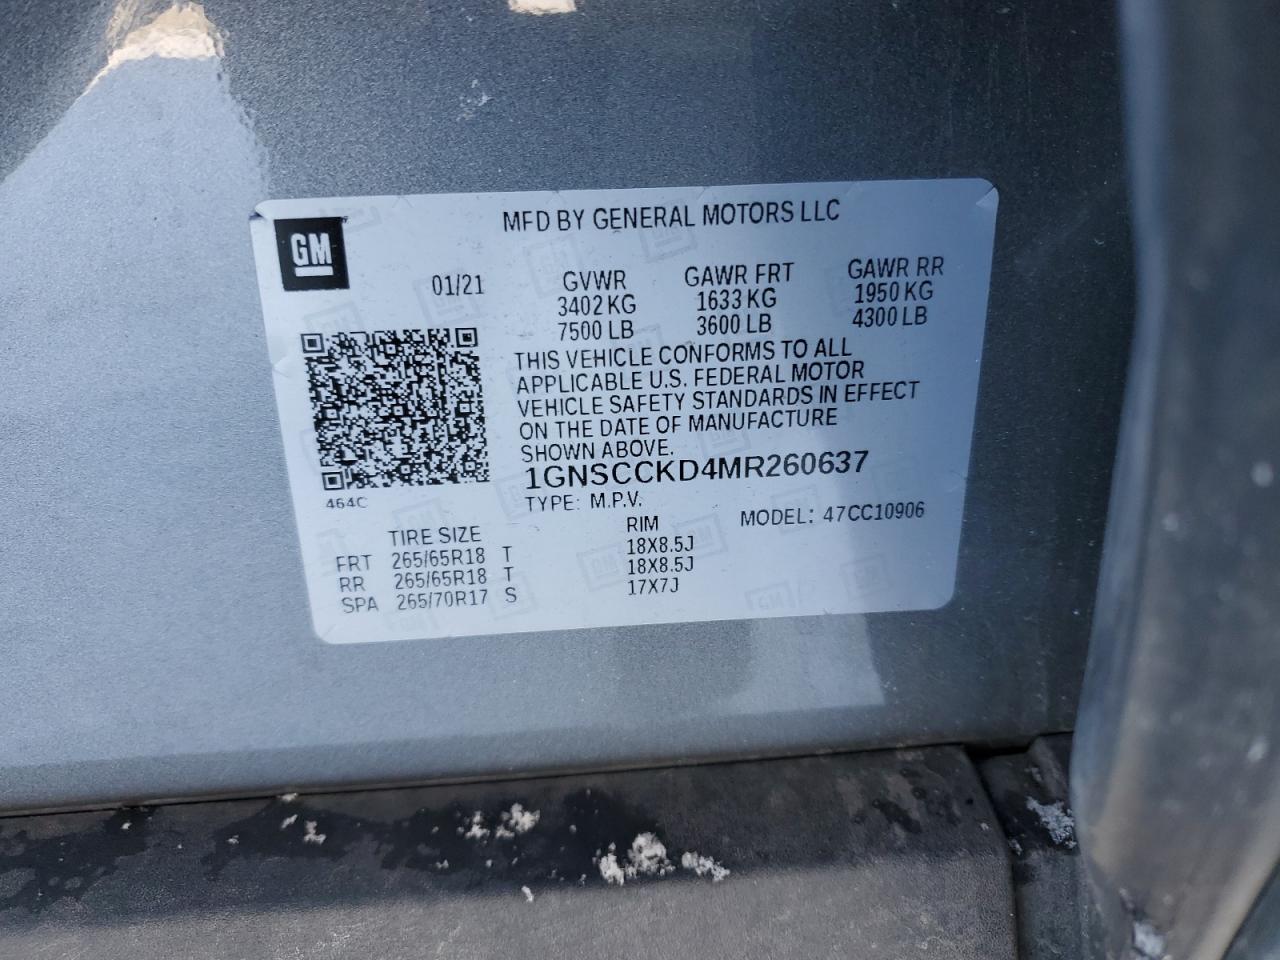 MFD BY GENERAL MOTORS LLC
GM
01/21 GVWR GAWR FRT GAWR RR
3402 KG 1633 KG 1950 KG
7500 LB 3600 LB 4300 LB
THIS VEHICLE CONFORMS TO ALL
APPLICABLE U.S. FEDERAL MOTOR
VEHICLE SAFETY STANDARDS IN EFFECT
ON THE DATE OF MANUFACTURE
SHOWN ABOVE.
1GNSCCKD4MR260637
464C
TYPE: M.P.V. MODEL: 47CC10906
TIRE SIZE RIM
FRT 265/65R18 T 18X8.5J
RR 265/65R18 T 18X8.5J
SPA 265/70R17 S 17X7J